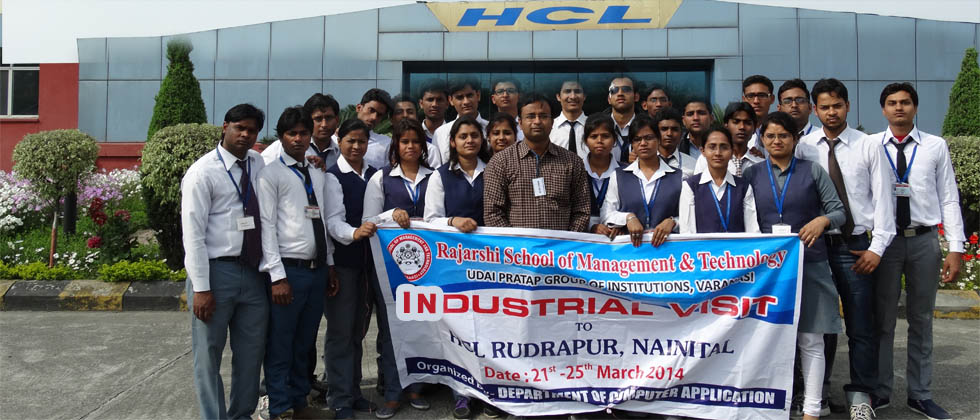 HCL
Rajarshi School of Management & Technology
UDAI PRATAP GROUP OF INSTITUTIONS, VARANASI
INDUSTRIAL VISIT
TO
HCL RUDRAPUR, NAINITAL
Date : 21st -25th March 2014
Organized
DEPARTMENT OF COMPUTER APPLICATION